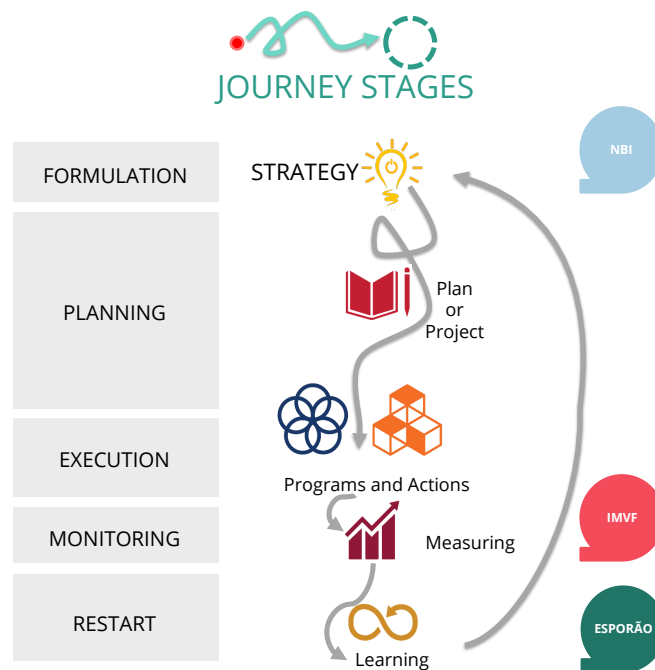 JOURNEY STAGES
NBI
FORMULATION
STRATEGY
PLANNING
Plan
or
Project
EXECUTION
Programs and Actions
MONITORING
Measuring
IMVF
RESTART
Learning
ESPORÃO